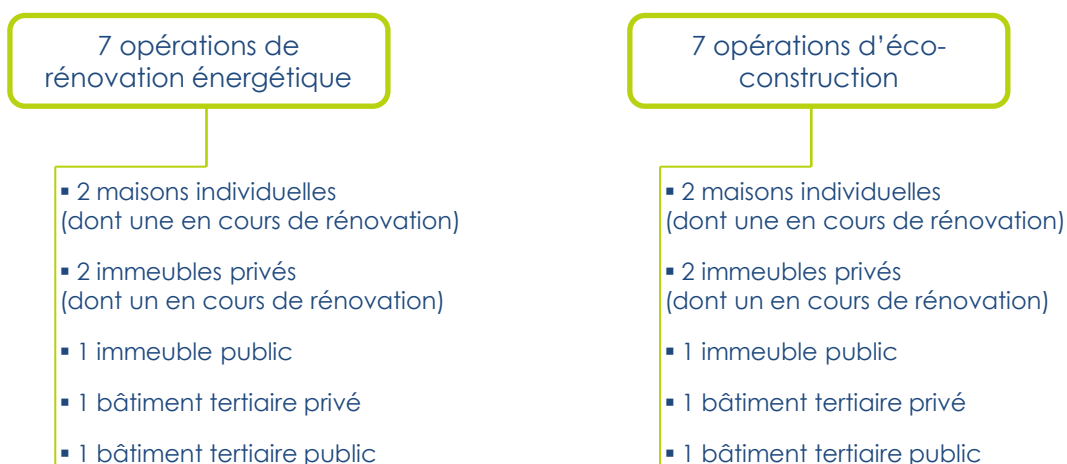 7 opérations de
rénovation énergétique
▪ 2 maisons individuelles
(dont une en cours de rénovation)
▪ 2 immeubles privés
(dont un en cours de rénovation)
▪ 1 immeuble public
▪ 1 bâtiment tertiaire privé
▪ 1 bâtiment tertiaire public
7 opérations d’éco-
construction
▪ 2 maisons individuelles
(dont une en cours de rénovation)
▪ 2 immeubles privés
(dont un en cours de rénovation)
▪ 1 immeuble public
▪ 1 bâtiment tertiaire privé
▪ 1 bâtiment tertiaire public